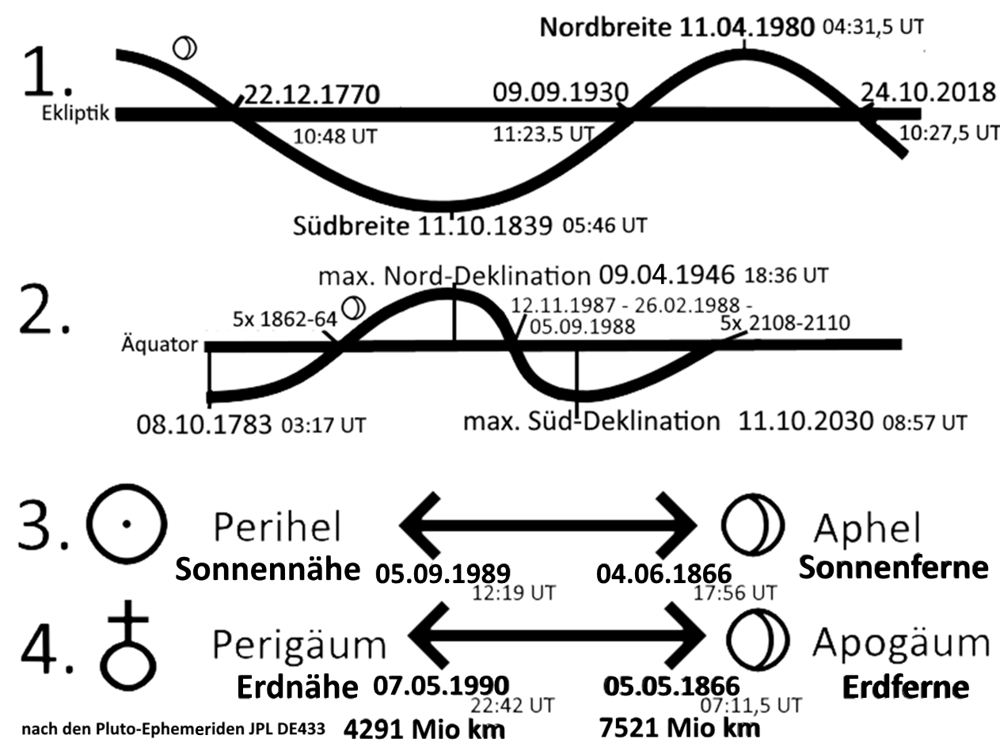 Nordbreite 11.04.1980 04:31,5 UT
1.
22.12.1770 09.09.1930 24.10.2018
Ekliptik
10:48 UT 11:23,5 UT 10:27,5 UT
Südbreite 11.10.1839 05:46 UT
max. Nord-Deklination 09.04.1946 18:36 UT
2.
12.11.1987 - 26.02.1988 -
5x 1862-64 05.09.1988 5x 2108-2110
Äquator
08.10.1783 03:17 UT max. Süd-Deklination 11.10.2030 08:57 UT
3. Perihel Aphel
Sonnennähe 05.09.1989 04.06.1866 Sonnenferne
12:19 UT 17:56 UT
4. Perigäum Apogäum
Erdnähe 07.05.1990 05.05.1866 Erdferne
22:42 UT 07:11,5 UT
nach den Pluto-Ephemeriden JPL DE433 4291 Mio km 7521 Mio km